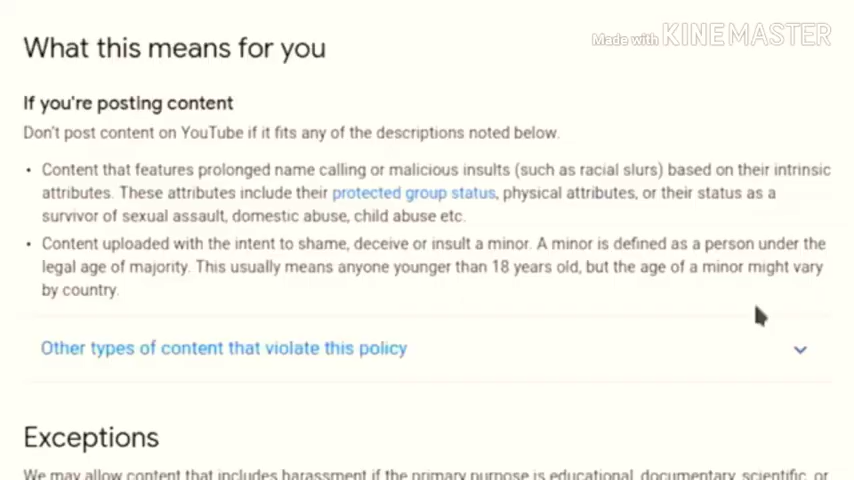 What this means for you
Made with KINEMASTER
If you're posting content
Don't post content on YouTube if it fits any of the descriptions noted below.
• Content that features prolonged name calling or malicious insults (such as racial slurs) based on their intrinsic
attributes. These attributes include their protected group status, physical attributes, or their status as a
survivor of sexual assault, domestic abuse, child abuse etc.
• Content uploaded with the intent to shame, deceive or insult a minor. A minor is defined as a person under the
legal age of majority. This usually means anyone younger than 18 years old, but the age of a minor might vary
by country.
Other types of content that violate this policy
Exceptions
We may allow content that includes harassment if the primary purpose is educational, documentary, scientific, or